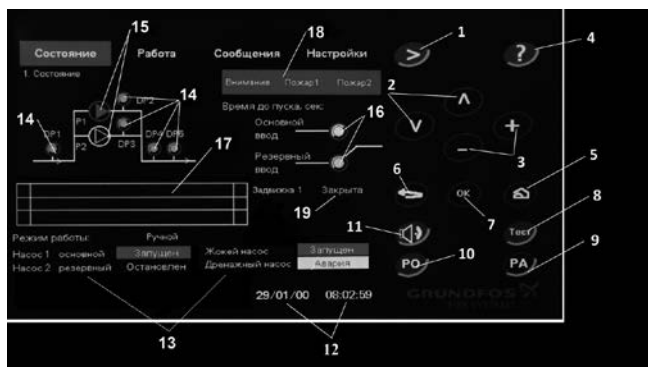 15
18
1
4
Состояние Работа Сообщения Настройки
>
?
1. Состояние
Внимание Пожар1 Пожар2
2
14
DP2
14
Время до пуска, сек:
16
Λ
P1
Основной
ввод
V
+
DP1
P2
DP3
DP4 DP5
–
3
17
Резервный
ввод
6
5
Задвижка 1 Закрыта
OK
19
7
8
11
Тест
Режим работы: Ручной
Насос 1 основной Запущен
Жокей насос Запущен
10
9
Насос 2 резервный Остановлен
Дренажный насос Авария
РО
РА
GRUNDFOS
29/01/00 08:02:59
13
12